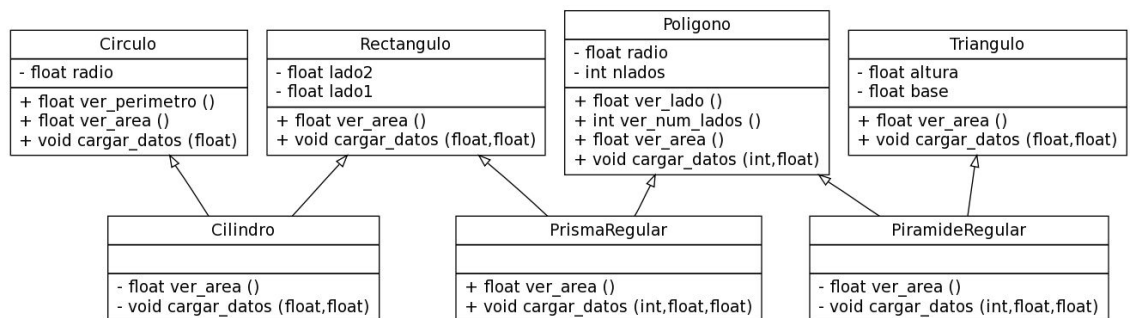 Circulo
- float radio
+ float ver_perimetro ()
+ float ver_area ()
+ void cargar_datos (float)
Rectangulo
- float lado2
- float lado1
+ float ver_area ()
+ void cargar_datos (float,float)
Poligono
- float radio
- int nlados
+ float ver_lado ()
+ int ver_num_lados ()
+ float ver_area ()
+ void cargar_datos (int,float)
Triangulo
- float altura
- float base
+ float ver_area ()
+ void cargar_datos (float,float)
Cilindro
- float ver_area ()
- void cargar_datos (float,float)
PrismaRegular
+ float ver_area ()
+ void cargar_datos (int,float,float)
PiramideRegular
- float ver_area ()
- void cargar_datos (int,float,float)